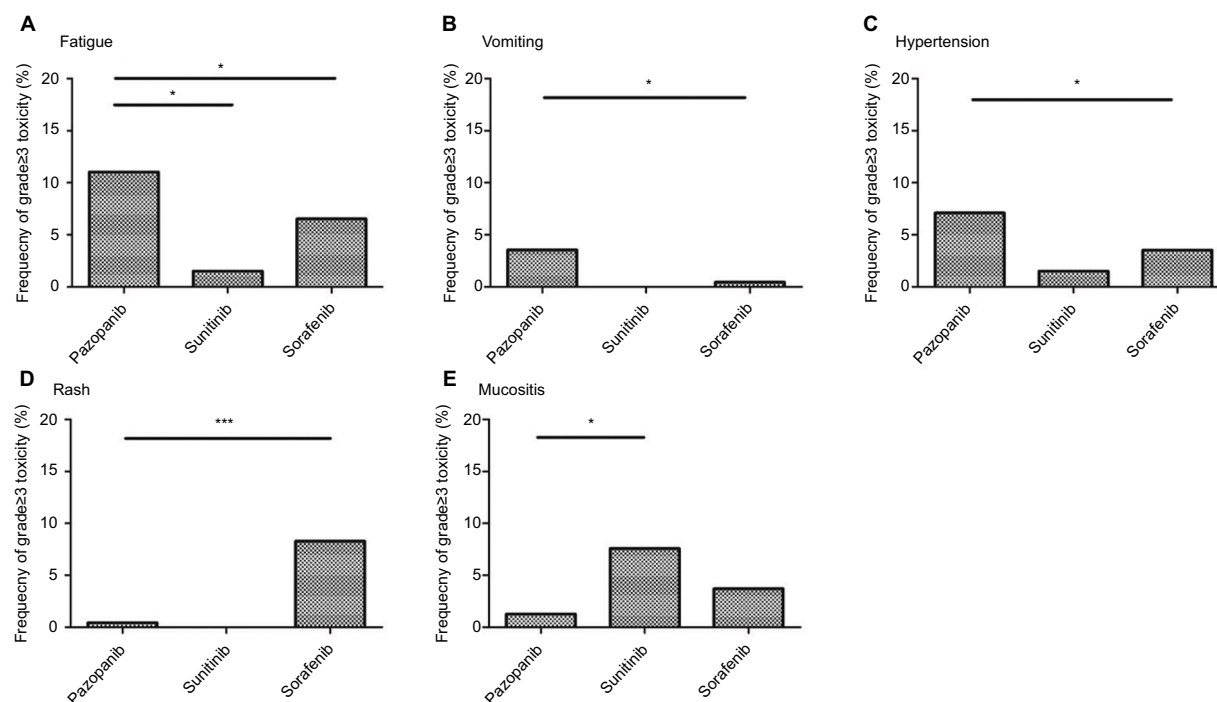 A
Fatigue
Frequecny of grade≥3 toxicity (%)
20
15
10
5
0
*
*
Pazopanib
Sunitinib
Sorafenib
B
Vomiting
Frequecny of grade≥3 toxicity (%)
20
15
10
5
0
*
Pazopanib
Sunitinib
Sorafenib
C
Hypertension
Frequecny of grade≥3 toxicity (%)
20
15
10
5
0
*
Pazopanib
Sunitinib
Sorafenib
D
Rash
Frequecny of grade≥3 toxicity (%)
20
15
10
5
0
***
Pazopanib
Sunitinib
Sorafenib
E
Mucositis
Frequecny of grade≥3 toxicity (%)
20
15
10
5
0
*
Pazopanib
Sunitinib
Sorafenib